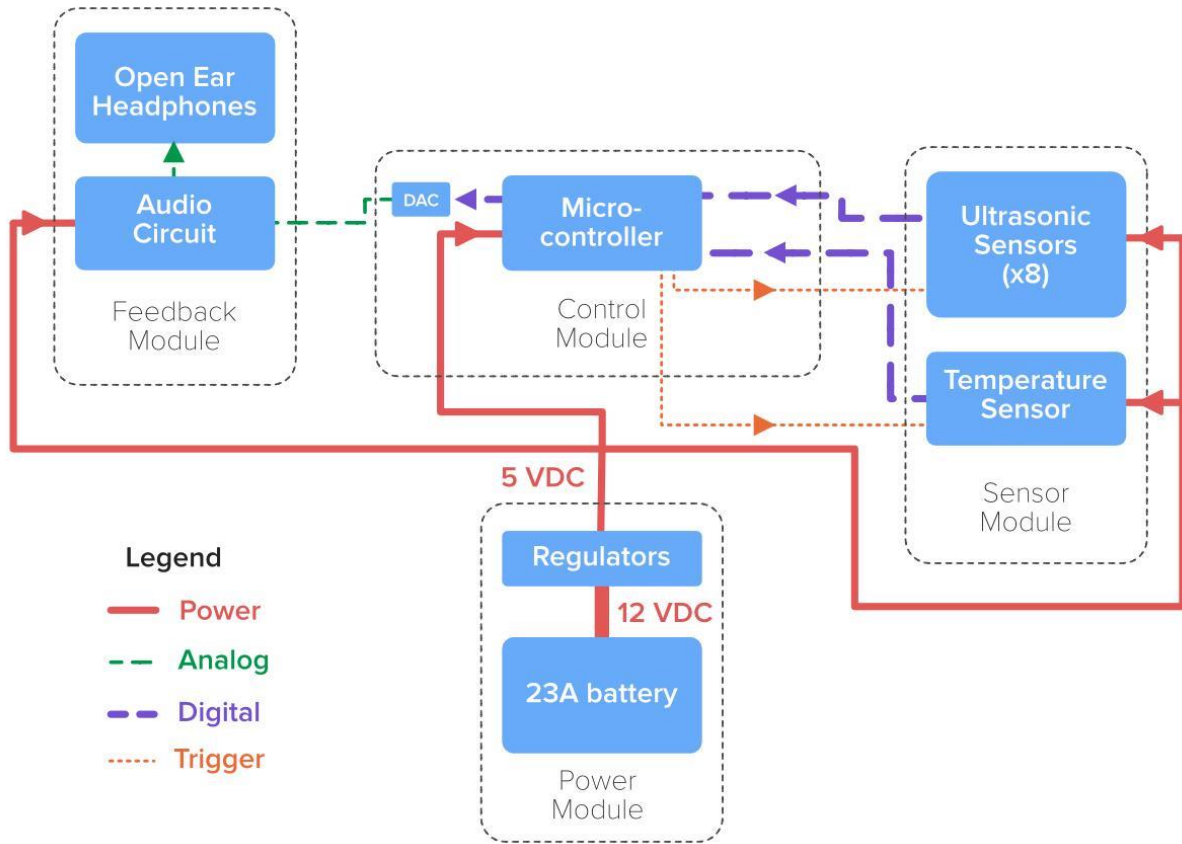 Open Ear
Headphones
Audio
Circuit
Feedback
Module
DAC
Micro-
controller
Control
Module
Ultrasonic
Sensors
(x8)
Temperature
Sensor
Sensor
Module
5 VDC
Regulators
12 VDC
23A battery
Power
Module
Legend
Power
Analog
Digital
Trigger